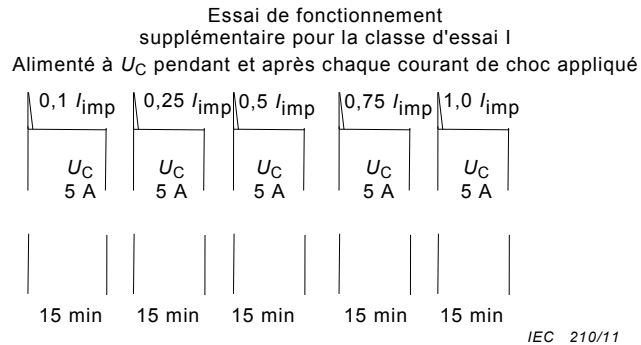 Essai de fonctionnement
supplémentaire pour la classe d'essai I
Alimenté à UC pendant et après chaque courant de choc appliqué
0,1 Iimp 0,25 Iimp 0,5 Iimp 0,75 Iimp 1,0 Iimp
UC UC UC UC UC
5 A 5 A 5 A 5 A 5 A
15 min 15 min 15 min 15 min 15 min
IEC 210/11